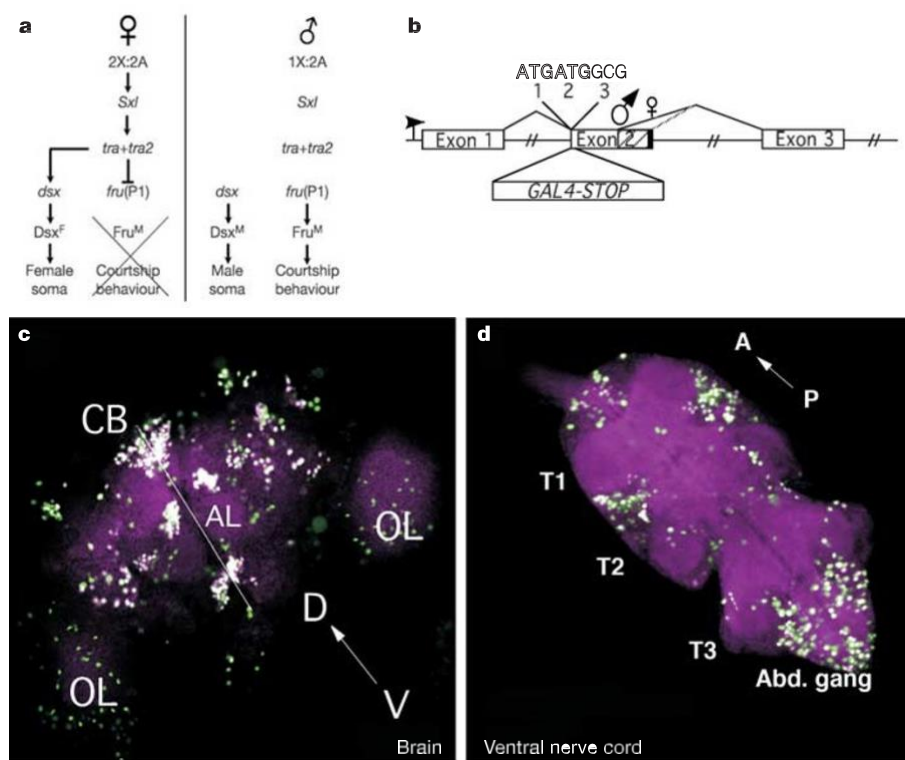 a
♀
2X:2A
Sxl
tra+tra2
dsx
fru(P1)
Dsxᶠ
Fruᴹ
Female
soma
Courtship
behaviour
♂
1X:2A
Sxl
tra+tra2
dsx
fru(P1)
Dsxᴹ
Fruᴹ
Male
soma
Courtship
behaviour
b
ATGATGGCG
1 2 3
♂ ♀
Exon 1
Exon 2
Exon 3
GAL4-STOP
c
CB
AL
OL
OL
D
V
Brain
d
A
P
T1
T2
T3
Abd. gang
Ventral nerve cord